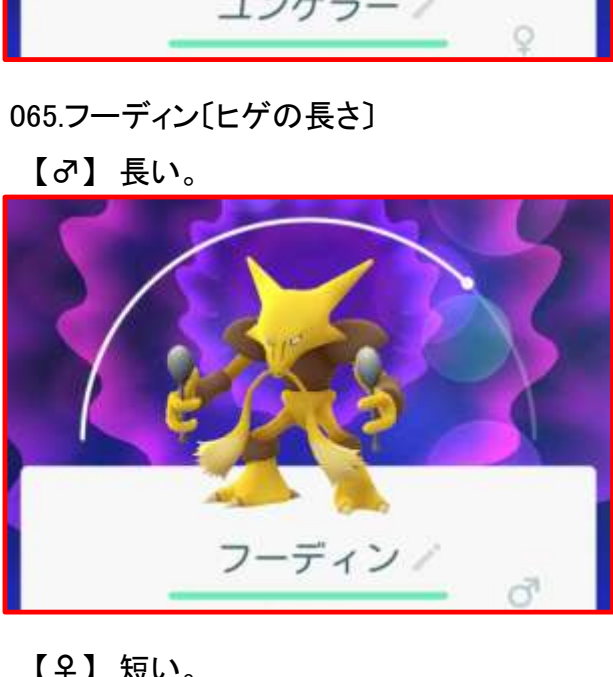 ユンゲラー
♀
065.フーディン〔ヒゲの長さ〕
【♂】 長い。
フーディン
♂
【♀】 短い。